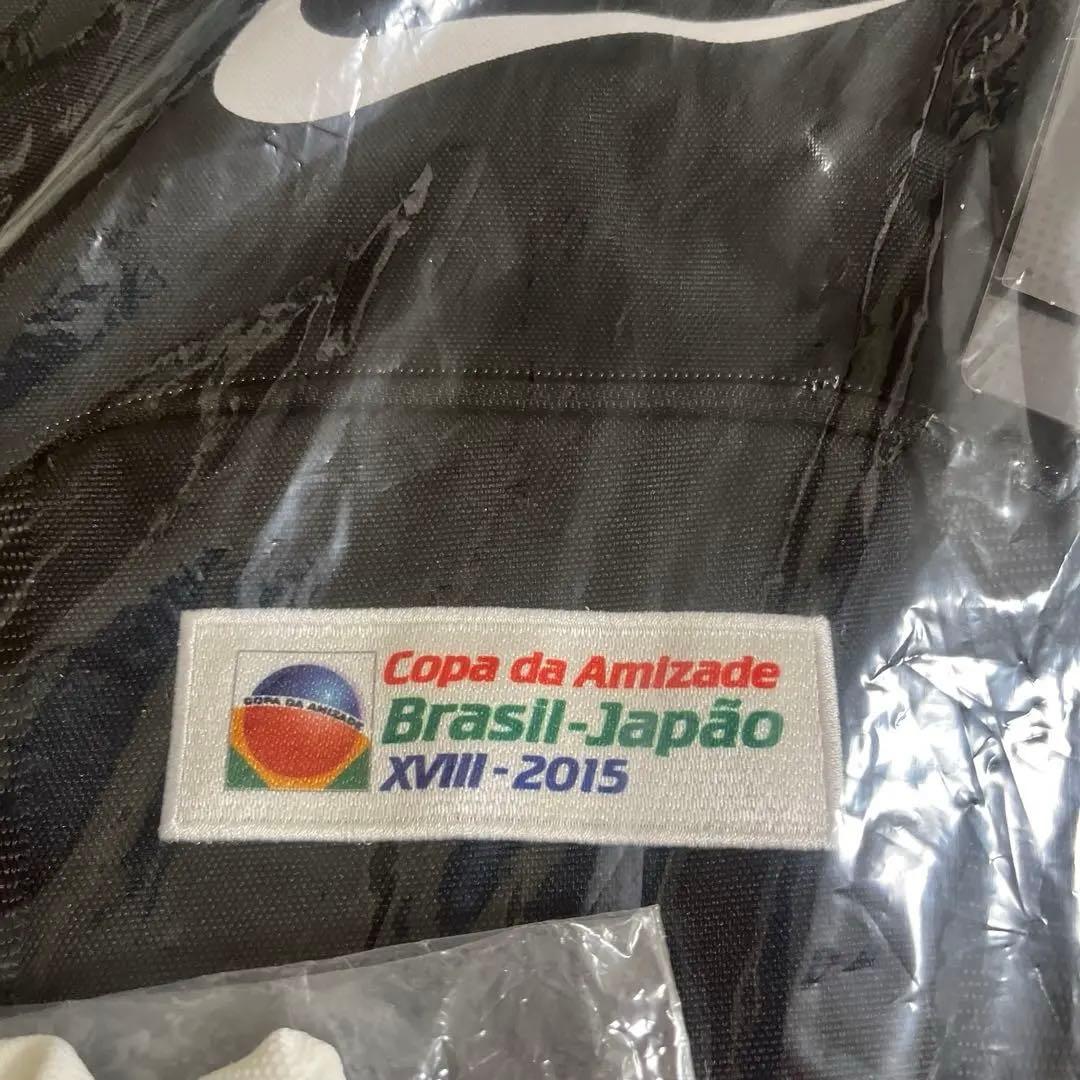 COPA DA AMIZADE
Copa da Amizade
Brasil-Japão
XVIII - 2015